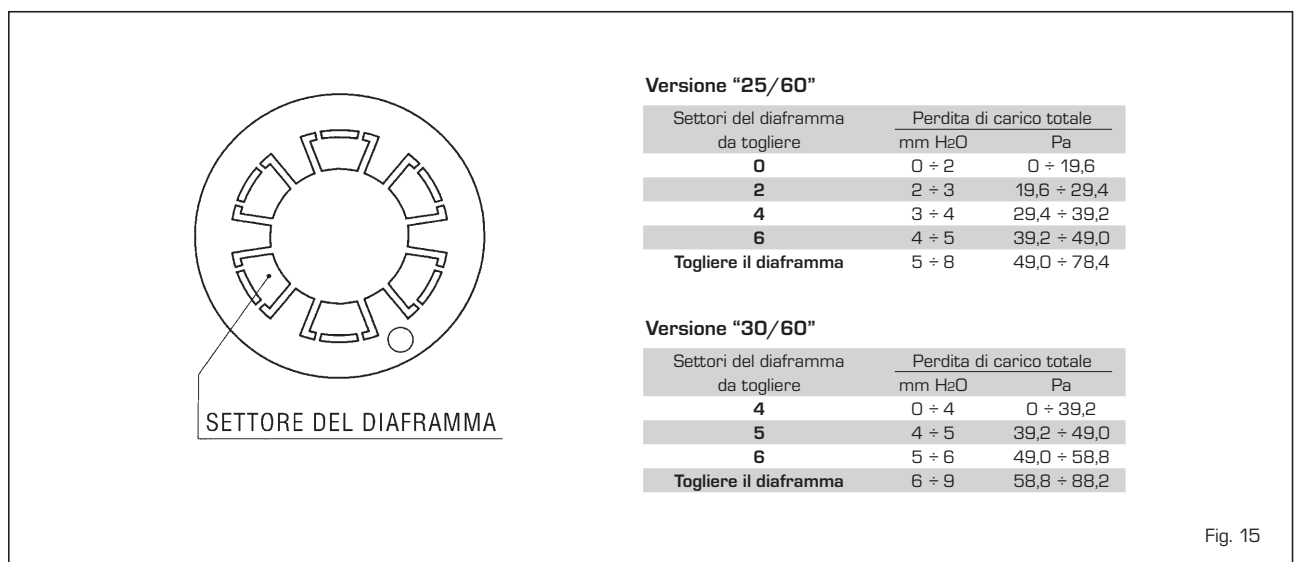 SETTORE DEL DIAFRAMMA
Versione “25/60”
Settori del diaframma Perdita di carico totale
da togliere mm H2O Pa
0 0 ÷ 2 0 ÷ 19,6
2 2 ÷ 3 19,6 ÷ 29,4
4 3 ÷ 4 29,4 ÷ 39,2
6 4 ÷ 5 39,2 ÷ 49,0
Togliere il diaframma 5 ÷ 8 49,0 ÷ 78,4
Versione “30/60”
Settori del diaframma Perdita di carico totale
da togliere mm H2O Pa
4 0 ÷ 4 0 ÷ 39,2
5 4 ÷ 5 39,2 ÷ 49,0
6 5 ÷ 6 49,0 ÷ 58,8
Togliere il diaframma 6 ÷ 9 58,8 ÷ 88,2
Fig. 15